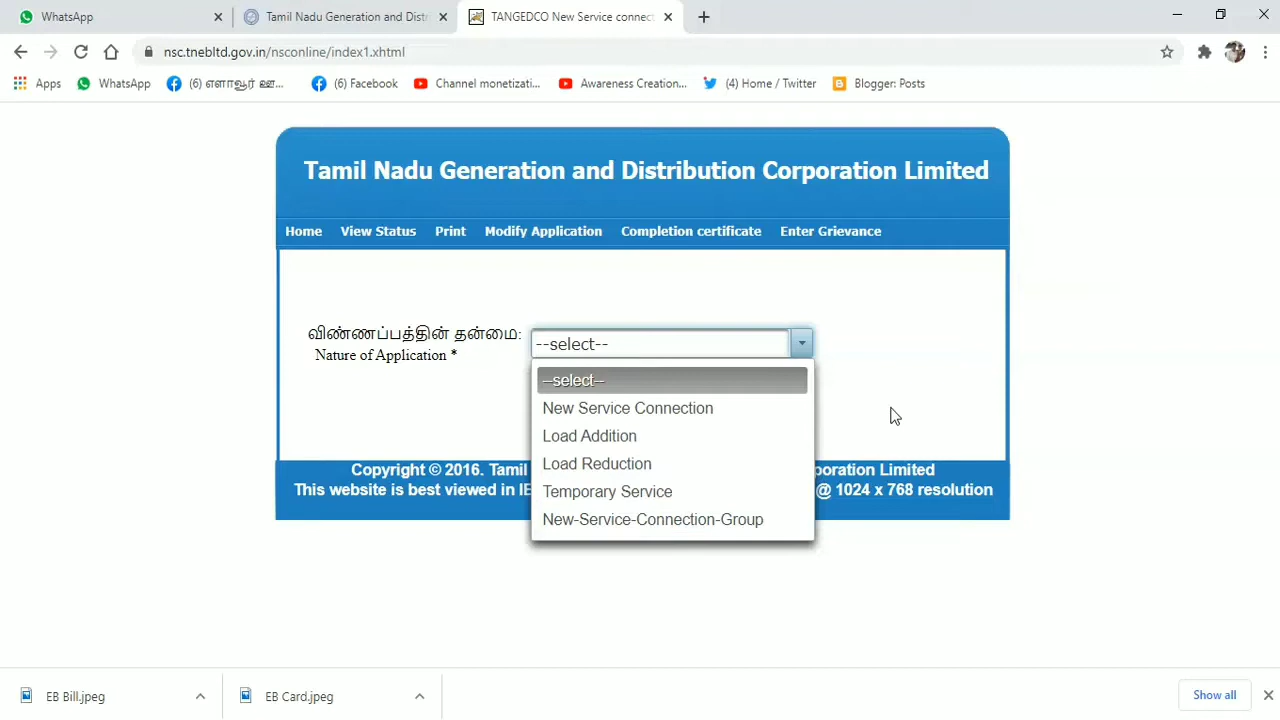 WhatsApp
Tamil Nadu Generation and Distr
TANGEDCO New Service connect
nsc.tnebltd.gov.in/nsconline/index1.xhtml
Apps
WhatsApp
(6) எளாவூர் ஊ...
(6) Facebook
Channel monetizati...
Awareness Creation...
(4) Home / Twitter
Blogger: Posts
Tamil Nadu Generation and Distribution Corporation Limited
Home View Status Print Modify Application Completion certificate Enter Grievance
விண்ணப்பத்தின் தன்மை:
Nature of Application *
--select--
--select--
New Service Connection
Load Addition
Load Reduction
Temporary Service
New-Service-Connection-Group
Copyright © 2016. Tamil poration Limited
This website is best viewed in IE @ 1024 x 768 resolution
EB Bill.jpeg
EB Card.jpeg
Show all